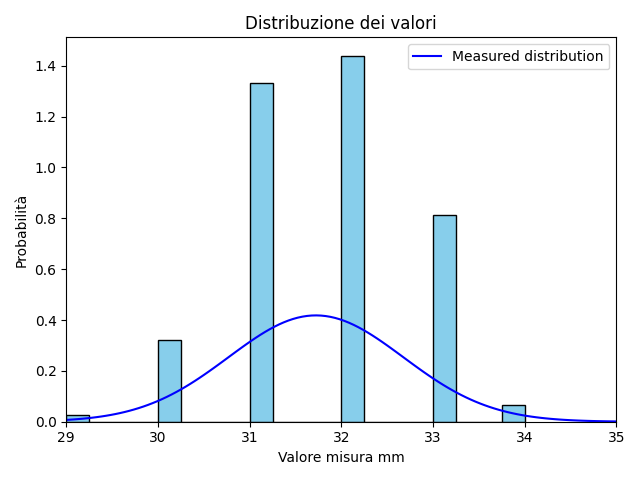 Distribuzione dei valori
Measured distribution
1.4
1.2
1.0
0.8
0.6
0.4
0.2
0.0
Probabilità
29 30 31 32 33 34 35
Valore misura mm